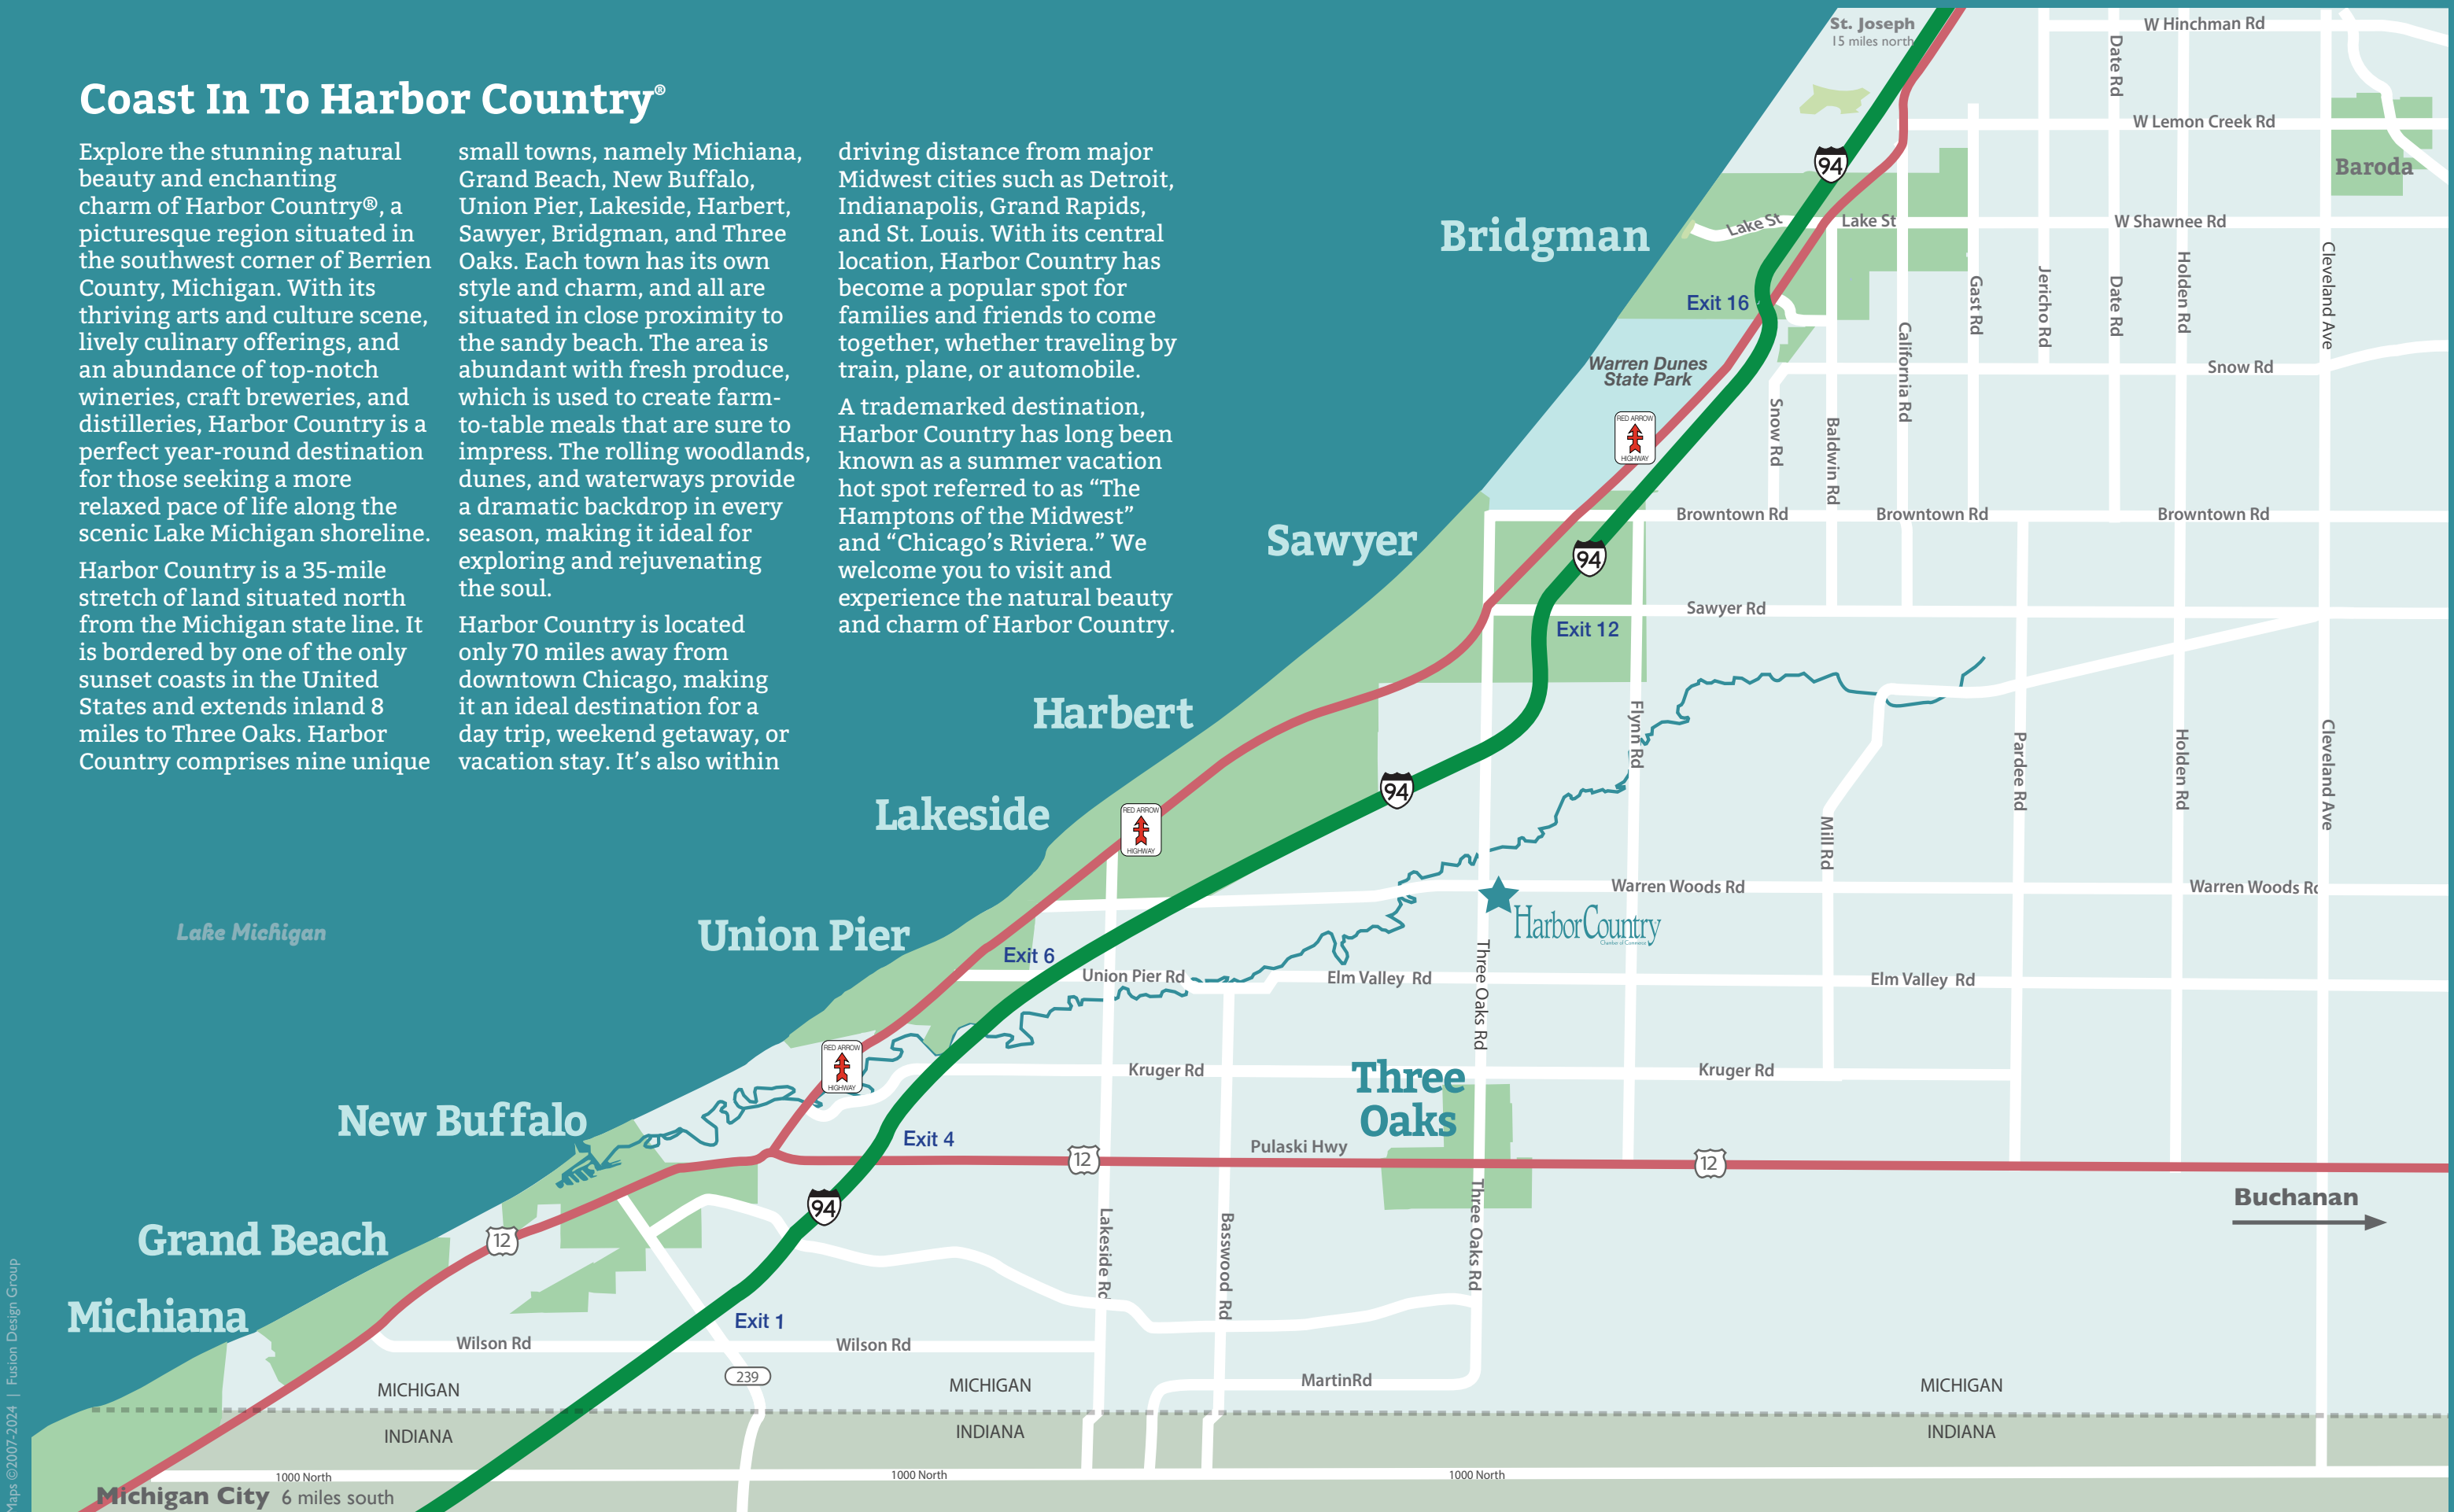 Coast In To Harbor Country®
Explore the stunning natural
beauty and enchanting
charm of Harbor Country®, a
picturesque region situated in
the southwest corner of Berrien
County, Michigan. With its
thriving arts and culture scene,
lively culinary offerings, and
an abundance of top-notch
wineries, craft breweries, and
distilleries, Harbor Country is a
perfect year-round destination
for those seeking a more
relaxed pace of life along the
scenic Lake Michigan shoreline.
Harbor Country is a 35-mile
stretch of land situated north
from the Michigan state line. It
is bordered by one of the only
sunset coasts in the United
States and extends inland 8
miles to Three Oaks. Harbor
Country comprises nine unique
small towns, namely Michiana,
Grand Beach, New Buffalo,
Union Pier, Lakeside, Harbert,
Sawyer, Bridgman, and Three
Oaks. Each town has its own
style and charm, and all are
situated in close proximity to
the sandy beach. The area is
abundant with fresh produce,
which is used to create farm-
to-table meals that are sure to
impress. The rolling woodlands,
dunes, and waterways provide
a dramatic backdrop in every
season, making it ideal for
exploring and rejuvenating
the soul.
Harbor Country is located
only 70 miles away from
downtown Chicago, making
it an ideal destination for a
day trip, weekend getaway, or
vacation stay. It’s also within
driving distance from major
Midwest cities such as Detroit,
Indianapolis, Grand Rapids,
and St. Louis. With its central
location, Harbor Country has
become a popular spot for
families and friends to come
together, whether traveling by
train, plane, or automobile.
A trademarked destination,
Harbor Country has long been
known as a summer vacation
hot spot referred to as “The
Hamptons of the Midwest”
and “Chicago’s Riviera.” We
welcome you to visit and
experience the natural beauty
and charm of Harbor Country.
St. Joseph
15 miles north
W Hinchman Rd
Date Rd
W Lemon Creek Rd
Baroda
94
Bridgman
Lake St
Lake St
W Shawnee Rd
Exit 16
Gast Rd
Jericho Rd
Date Rd
Holden Rd
Cleveland Ave
California Rd
Warren Dunes
State Park
Snow Rd
Snow Rd
Baldwin Rd
RED ARROW
HIGHWAY
Browntown Rd
Browntown Rd
Browntown Rd
Sawyer
94
Sawyer Rd
Exit 12
Harbert
Flynn Rd
Pardee Rd
Holden Rd
Cleveland Ave
94
Lakeside
RED ARROW
HIGHWAY
Mill Rd
Warren Woods Rd
Warren Woods Rd
HarborCountry
Chamber of Commerce
Lake Michigan
Union Pier
Exit 6
Union Pier Rd
Elm Valley Rd
Elm Valley Rd
Three Oaks Rd
RED ARROW
HIGHWAY
Kruger Rd
Kruger Rd
Three
Oaks
New Buffalo
Exit 4
12
Pulaski Hwy
12
Buchanan
94
Three Oaks Rd
Lakeside Rd
Basswood Rd
Grand Beach
12
Michiana
Exit 1
Wilson Rd
Wilson Rd
239
MartinRd
MICHIGAN
MICHIGAN
MICHIGAN
INDIANA
INDIANA
INDIANA
1000 North
1000 North
1000 North
Michigan City 6 miles south
Maps ©2007-2024 | Fusion Design Group